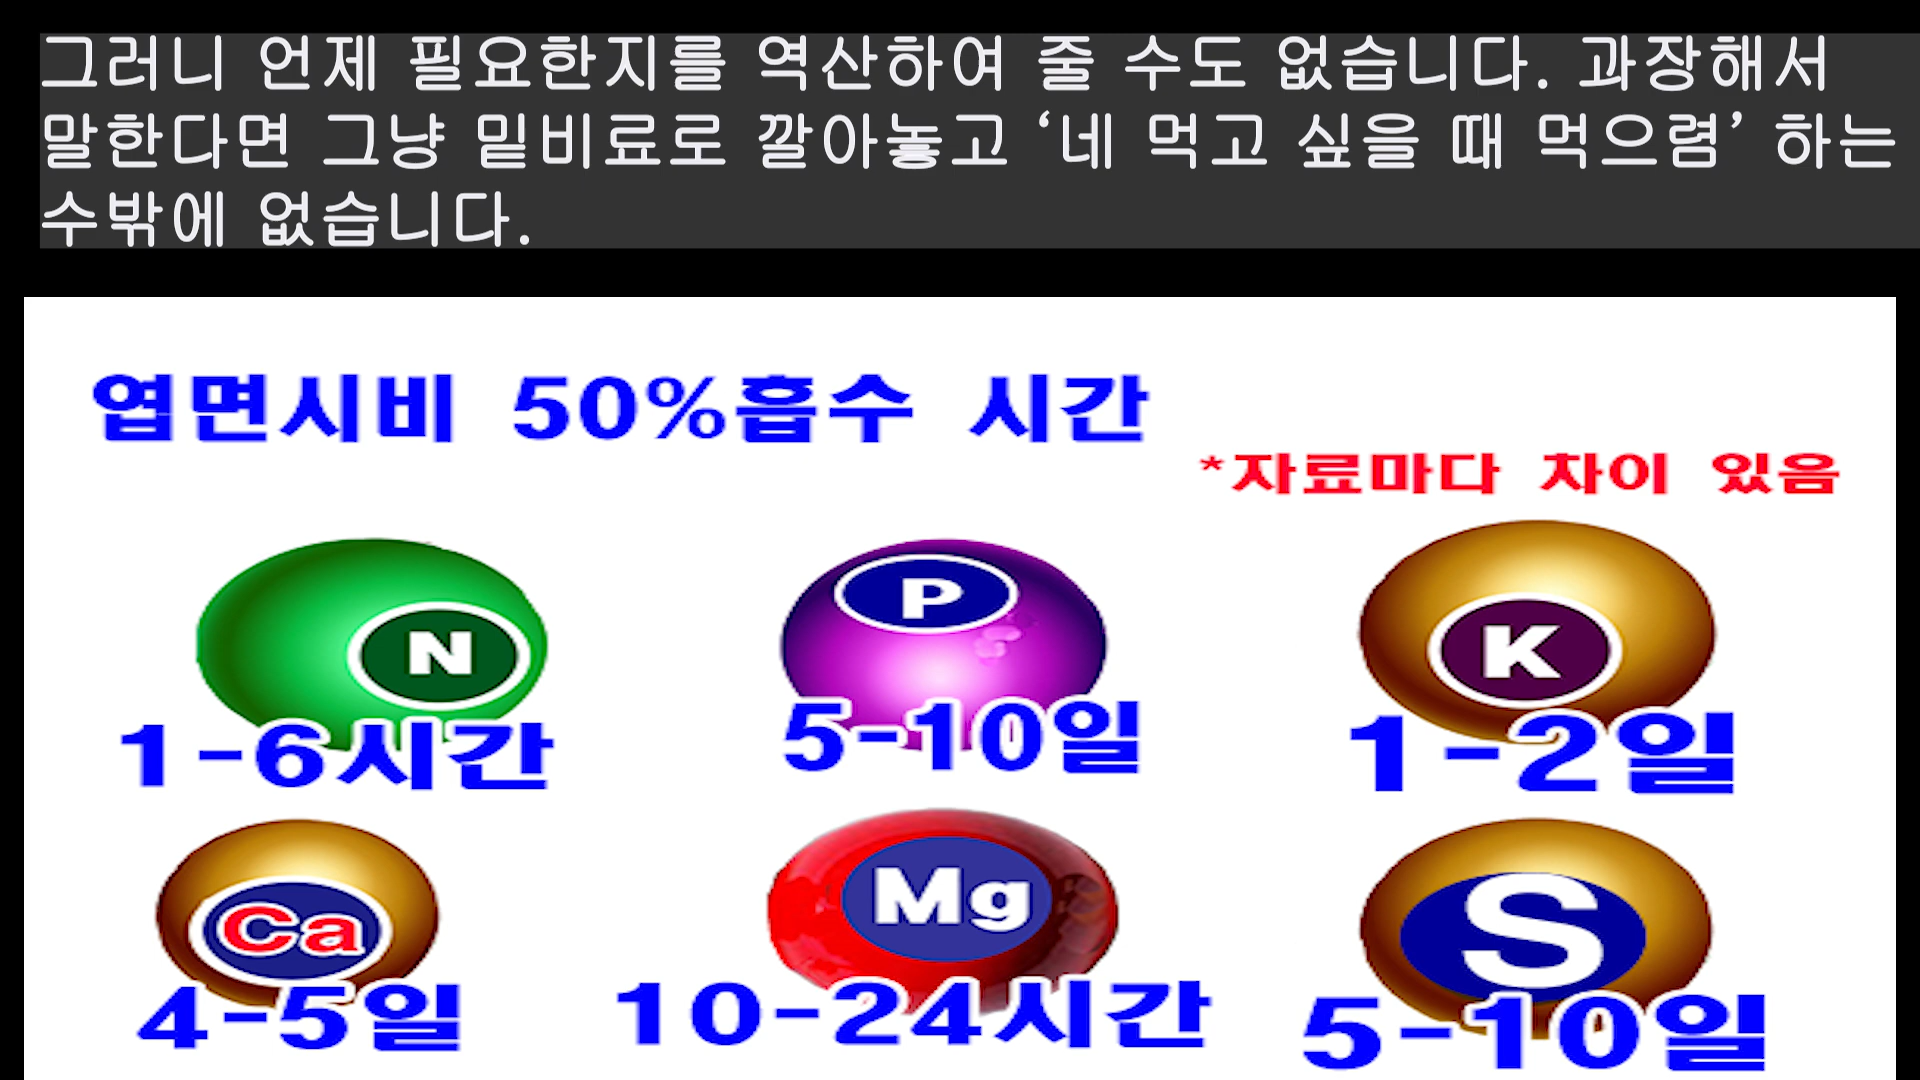 그러니 언제 필요한지를 역산하여 줄 수도 없습니다. 과장해서
말한다면 그냥 밑비료로 깔아놓고 ‘네 먹고 싶을 때 먹으렴’ 하는
수밖에 없습니다.
엽면시비 50%흡수 시간
*자료마다 차이 있음
N
P
K
1-6시간
5-10일
1-2일
Ca
Mg
S
4-5일
10-24시간
5-10일